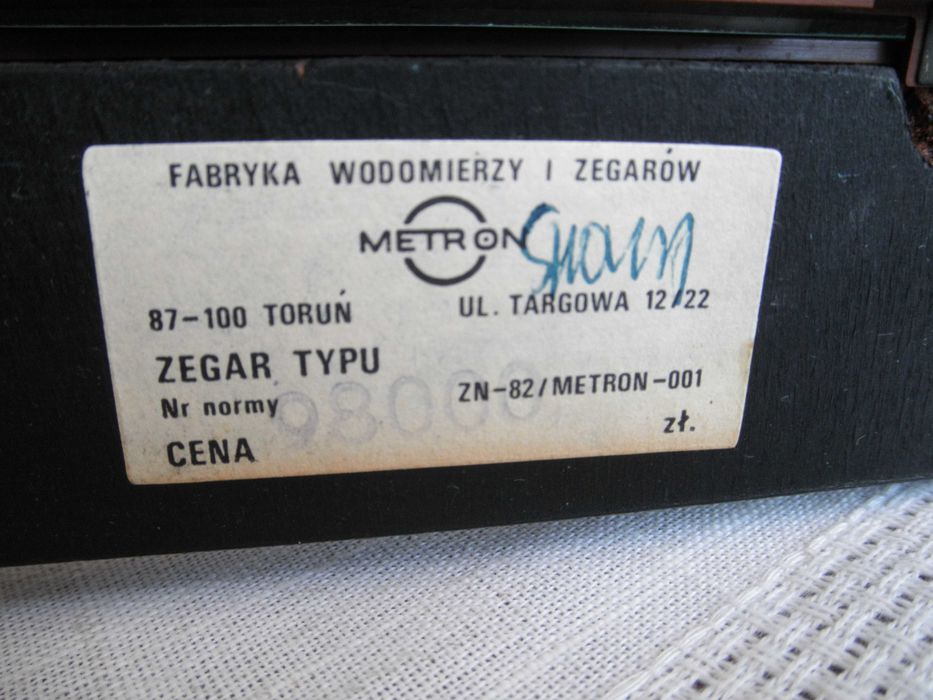 FABRYKA WODOMIERZY I ZEGARÓW
METRON
87-100 TORUŃ UL. TARGOWA 12/22
ZEGAR TYPU
Nr normy ZN-82/METRON-001
98000
CENA zł.